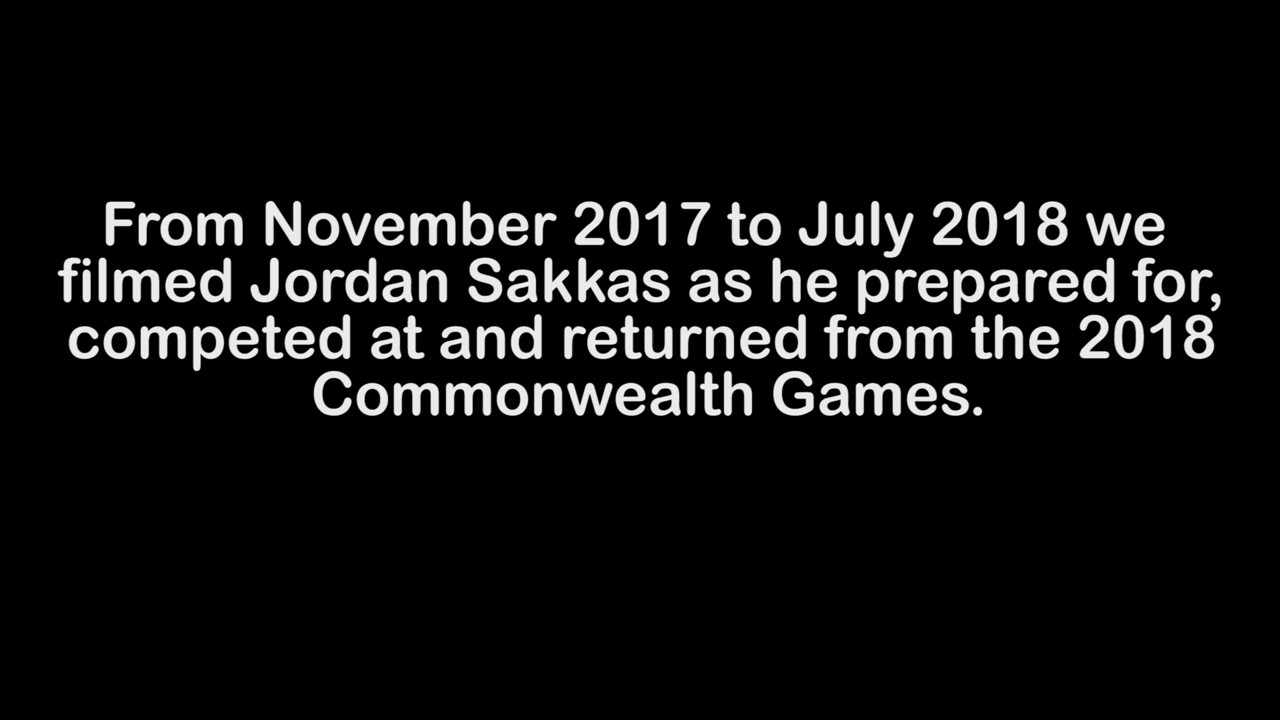 From November 2017 to July 2018 we
filmed Jordan Sakkas as he prepared for,
competed at and returned from the 2018
Commonwealth Games.